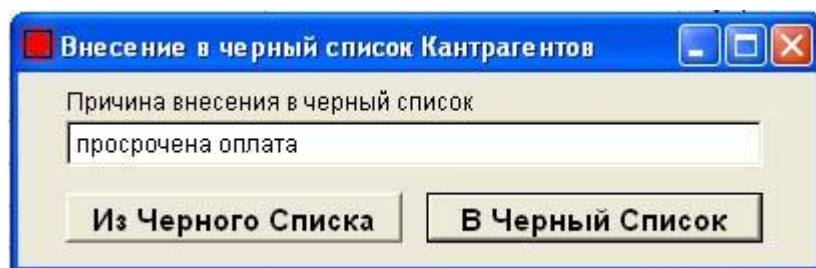 Внесение в черный список Кантрагентов
Причина внесения в черный список
просрочена оплата
Из Черного Списка В Черный Список